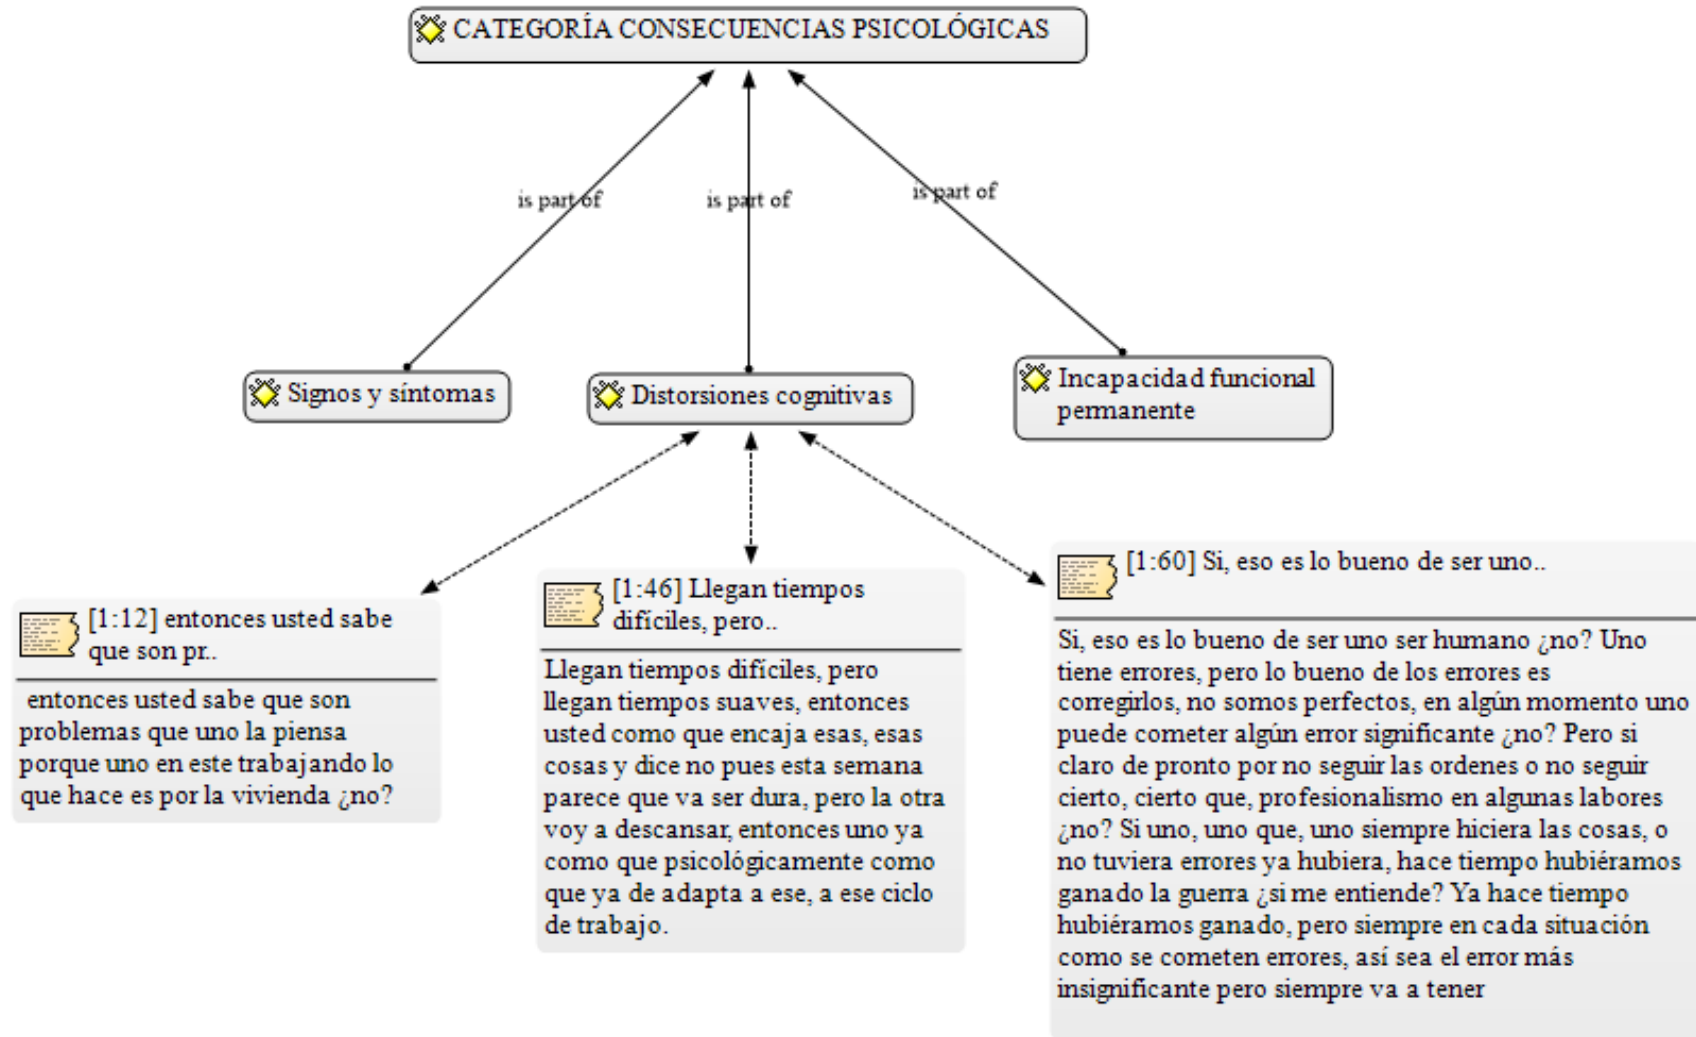 CATEGORÍA CONSECUENCIAS PSICOLÓGICAS
is part of
is part of
is part of
Signos y síntomas
Distorsiones cognitivas
Incapacidad funcional
permanente
[1:12] entonces usted sabe
que son pr..
entonces usted sabe que son
problemas que uno la piensa
porque uno en este trabajando lo
que hace es por la vivienda ¿no?
[1:46] Llegan tiempos
difíciles, pero..
Llegan tiempos difíciles, pero
llegan tiempos suaves, entonces
usted como que encaja esas, esas
cosas y dice no pues esta semana
parece que va ser dura, pero la otra
voy a descansar, entonces uno ya
como que psicológicamente como
que ya de adapta a ese, a ese ciclo
de trabajo.
[1:60] Si, eso es lo bueno de ser uno..
Si, eso es lo bueno de ser uno ser humano ¿no? Uno
tiene errores, pero lo bueno de los errores es
corregirlos, no somos perfectos, en algún momento uno
puede cometer algún error significante ¿no? Pero si
claro de pronto por no seguir las ordenes o no seguir
cierto, cierto que, profesionalismo en algunas labores
¿no? Si uno, uno que, uno siempre hiciera las cosas, o
no tuviera errores ya hubiera, hace tiempo hubiéramos
ganado la guerra ¿si me entiende? Ya hace tiempo
hubiéramos ganado, pero siempre en cada situación
como se cometen errores, así sea el error más
insignificante pero siempre va a tener